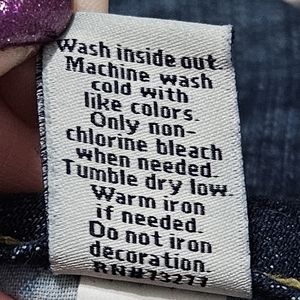 Wash inside out.
Machine wash
cold with
like colors.
Only non-
chlorine bleach
when needed.
Tumble dry low.
Warm iron
if needed.
Do not iron
decoration.
RN#73277